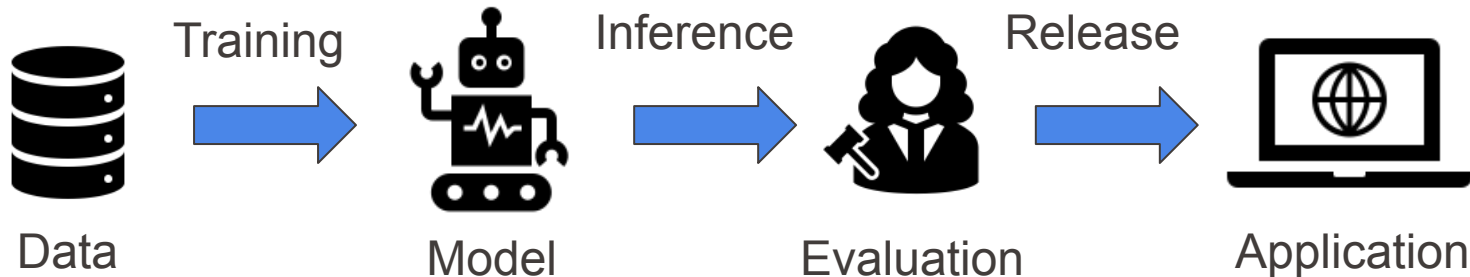 Training
Inference
Release
Data
Model
Evaluation
Application